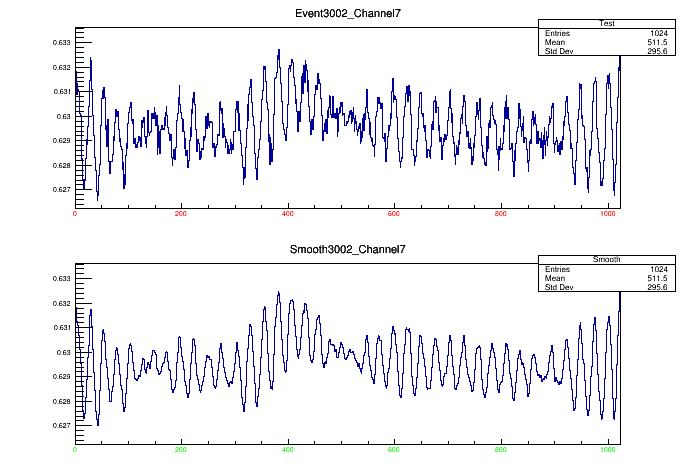 Event3002_Channel7
Test
Entries 1024
Mean 511.5
Std Dev 295.6
0.633
0.632
0.631
0.63
0.629
0.628
0.627
0 200 400 600 800 1000
Smooth3002_Channel7
Smooth
Entries 1024
Mean 511.5
Std Dev 295.6
0.633
0.632
0.631
0.63
0.629
0.628
0.627
0 200 400 600 800 1000